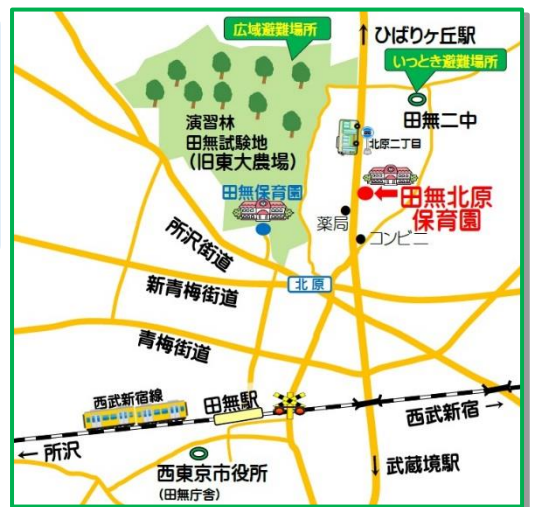 広域避難場所
↑ひばりヶ丘駅
いっとき避難場所
田無二中
演習林
田無試験地
(旧東大農場)
北原二丁目
田無保育園
←田無北原
保育園
薬局
コンビニ
所沢街道
新青梅街道
北原
青梅街道
西武新宿線
田無駅
西武新宿→
←所沢
西東京市役所
(田無庁舎)
↓武蔵境駅